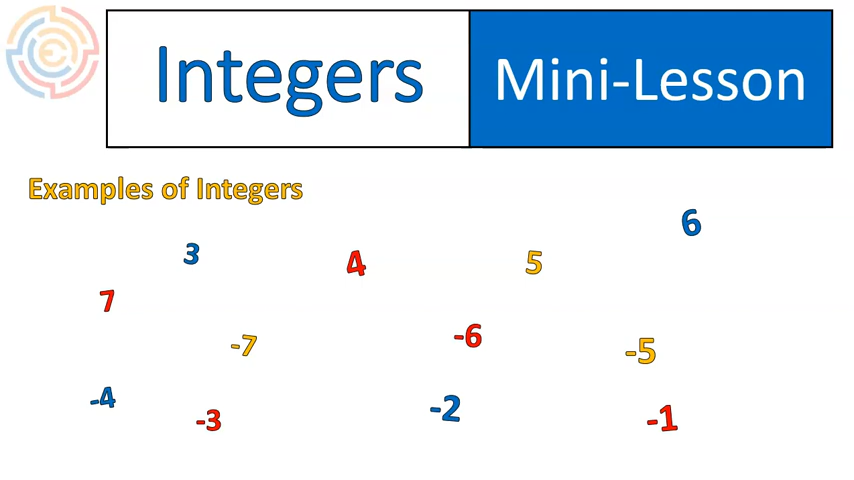 Integers Mini-Lesson
Examples of Integers
6
3 4 5
7
-7 -6 -5
-4 -3 -2 -1